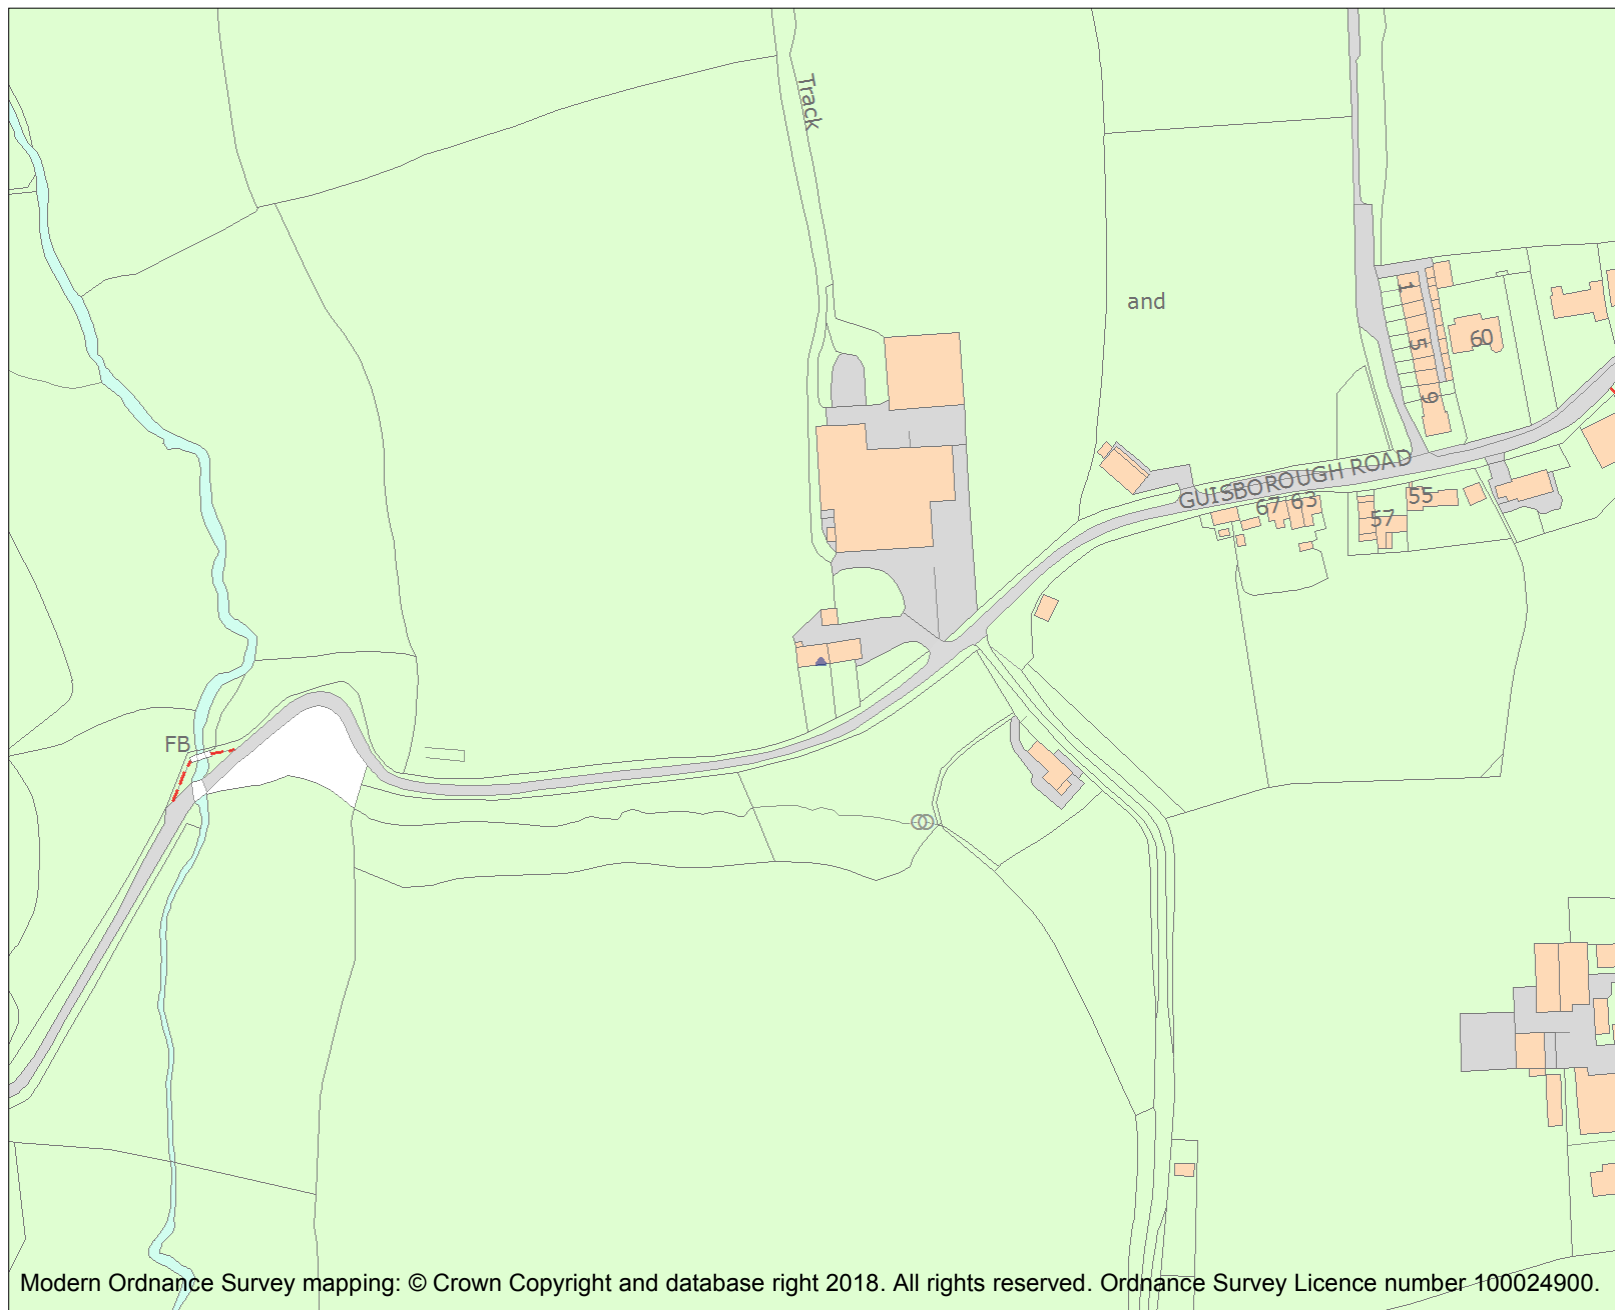 Track
and
1
5
9
60
GUISBOROUGH ROAD
67 63
55
57
FB
Modern Ordnance Survey mapping: © Crown Copyright and database right 2018. All rights reserved. Ordnance Survey Licence number 100024900.